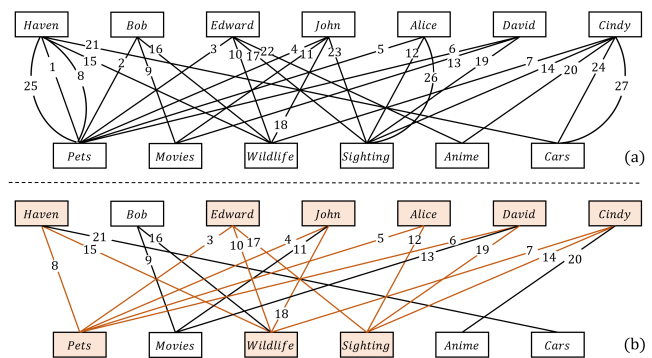 Haven Bob Edward John Alice David Cindy
21 16 3 10 17 22 4 11 23 5 12 6 13 19 7 14 20 24
15 1 8 2 9 26 27
25
18
Pets Movies Wildlife Sighting Anime Cars
(a)
Haven Bob Edward John Alice David Cindy
21 16 3 10 17 4 11 5 12 6 13 19 7 14 20
8 15 9
18
Pets Movies Wildlife Sighting Anime Cars
(b)